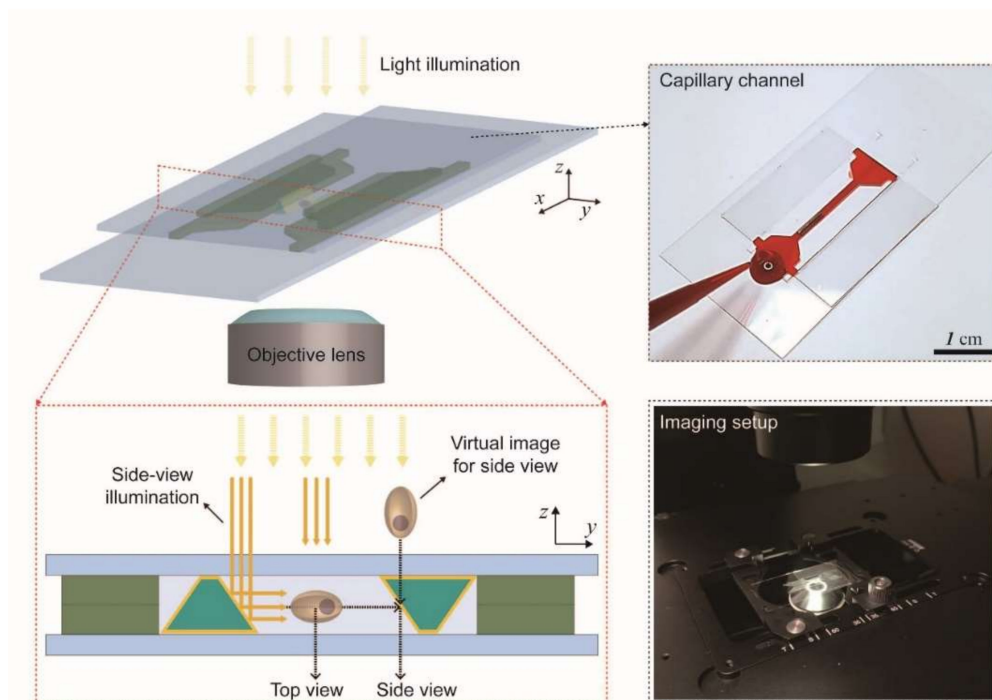 Light illumination
Capillary channel
z
x
y
Objective lens
1 cm
Side-view
illumination
Virtual image
for side view
z
y
Top view
Side view
Imaging setup